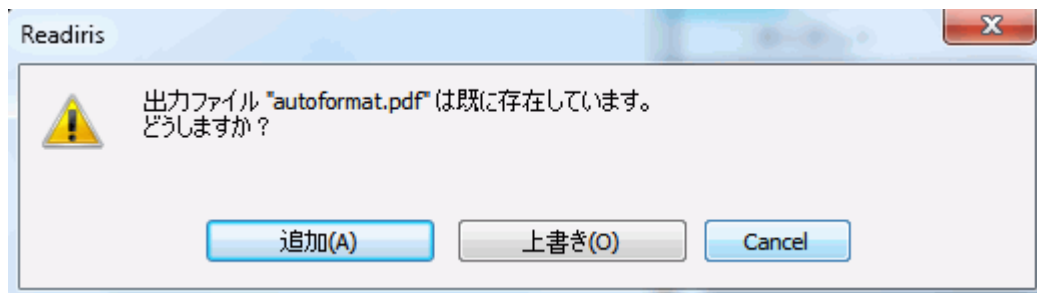 Readiris
出力ファイル "autoformat.pdf" は既に存在しています。
どうしますか？
追加(A)
上書き(O)
Cancel